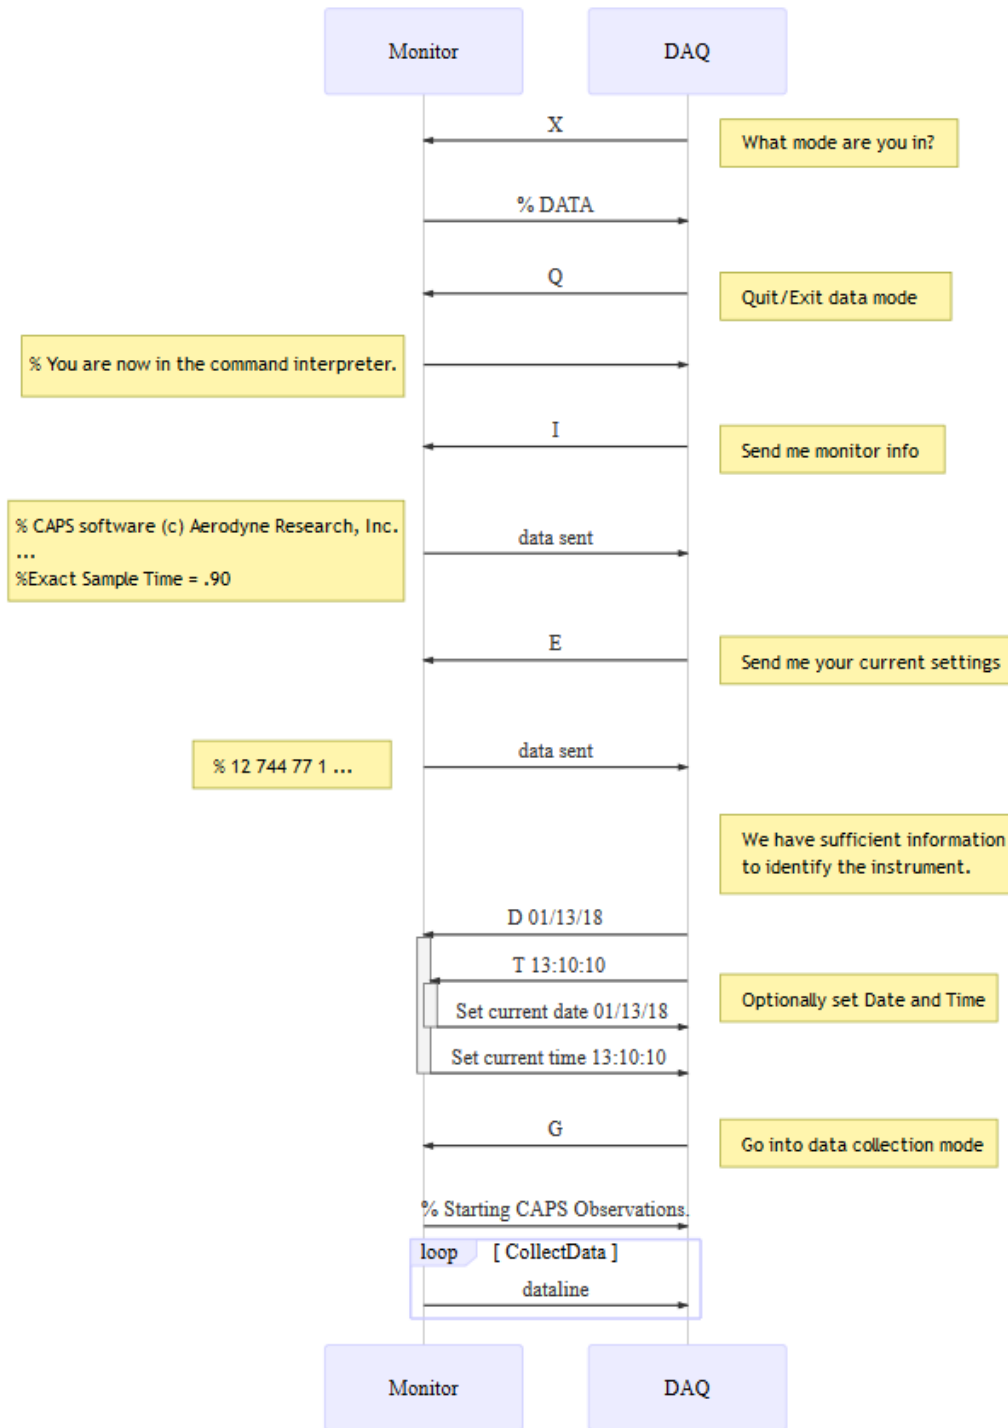 Monitor
DAQ
X
What mode are you in?
% DATA
Q
Quit/Exit data mode
% You are now in the command interpreter.
I
Send me monitor info
% CAPS software (c) Aerodyne Research, Inc.
...
%Exact Sample Time = .90
data sent
E
Send me your current settings
data sent
% 12 744 77 1 ...
We have sufficient information
to identify the instrument.
D 01/13/18
T 13:10:10
Optionally set Date and Time
Set current date 01/13/18
Set current time 13:10:10
G
Go into data collection mode
% Starting CAPS Observations.
loop
[ CollectData ]
dataline
Monitor
DAQ